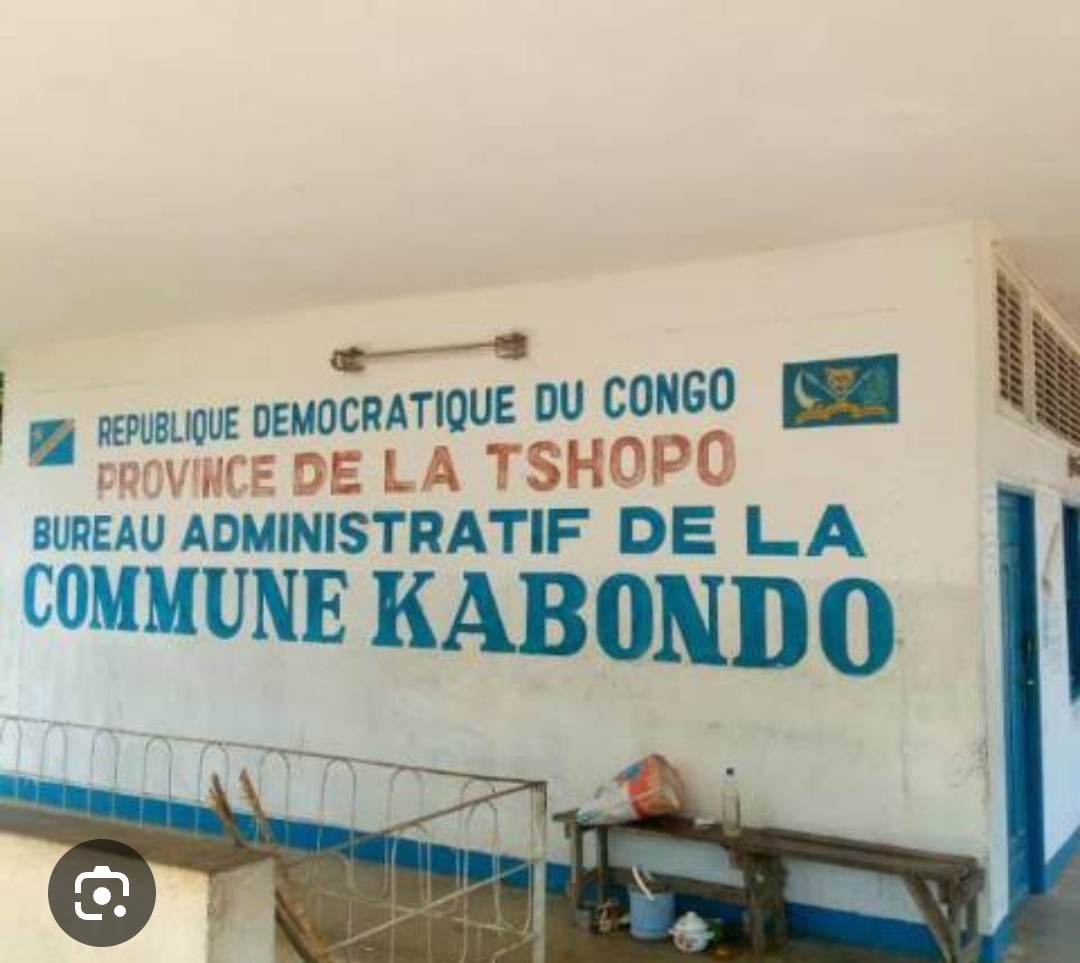 REPUBLIQUE DEMOCRATIQUE DU CONGO
PROVINCE DE LA TSHOPO
BUREAU ADMINISTRATIF DE LA
COMMUNE KABONDO